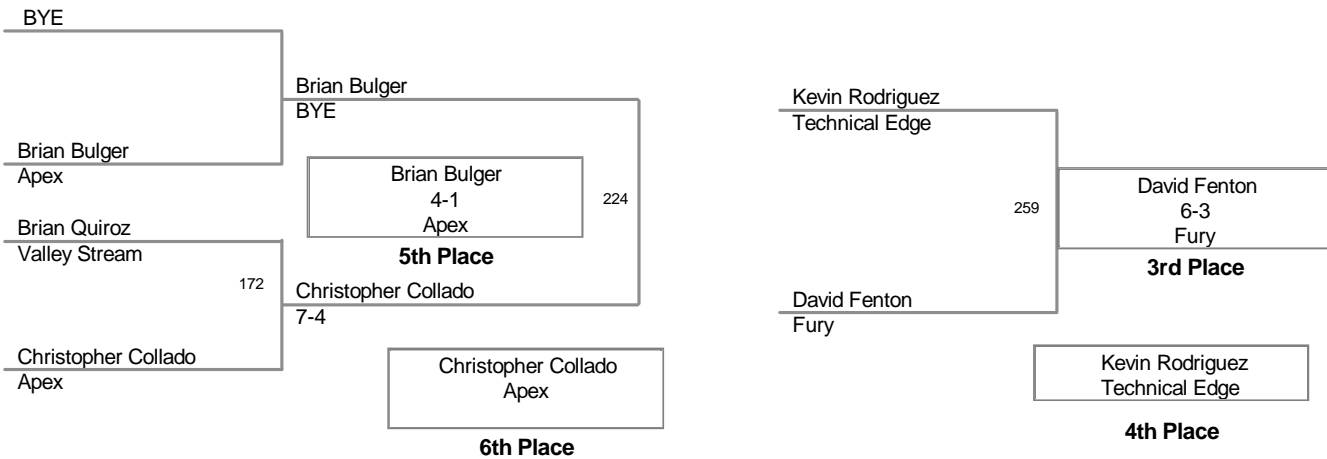 BYE
Brian Bulger
BYE
Brian Bulger
Apex
Brian Bulger
4-1
Apex
5th Place
224
Brian Quiroz
Valley Stream
172
Christopher Collado
7-4
Christopher Collado
Apex
Christopher Collado
Apex
6th Place
Kevin Rodriguez
Technical Edge
259
David Fenton
6-3
Fury
3rd Place
David Fenton
Fury
Kevin Rodriguez
Technical Edge
4th Place